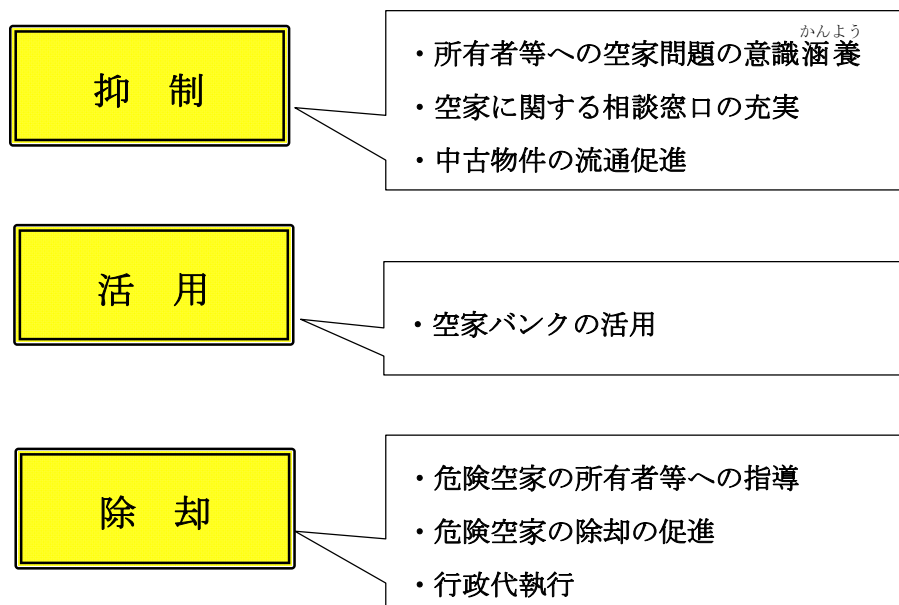 抑　制
かんよう
・所有者等への空家問題の意識涵養
・空家に関する相談窓口の充実
・中古物件の流通促進
活　用
・空家バンクの活用
除　却
・危険空家の所有者等への指導
・危険空家の除却の促進
・行政代執行